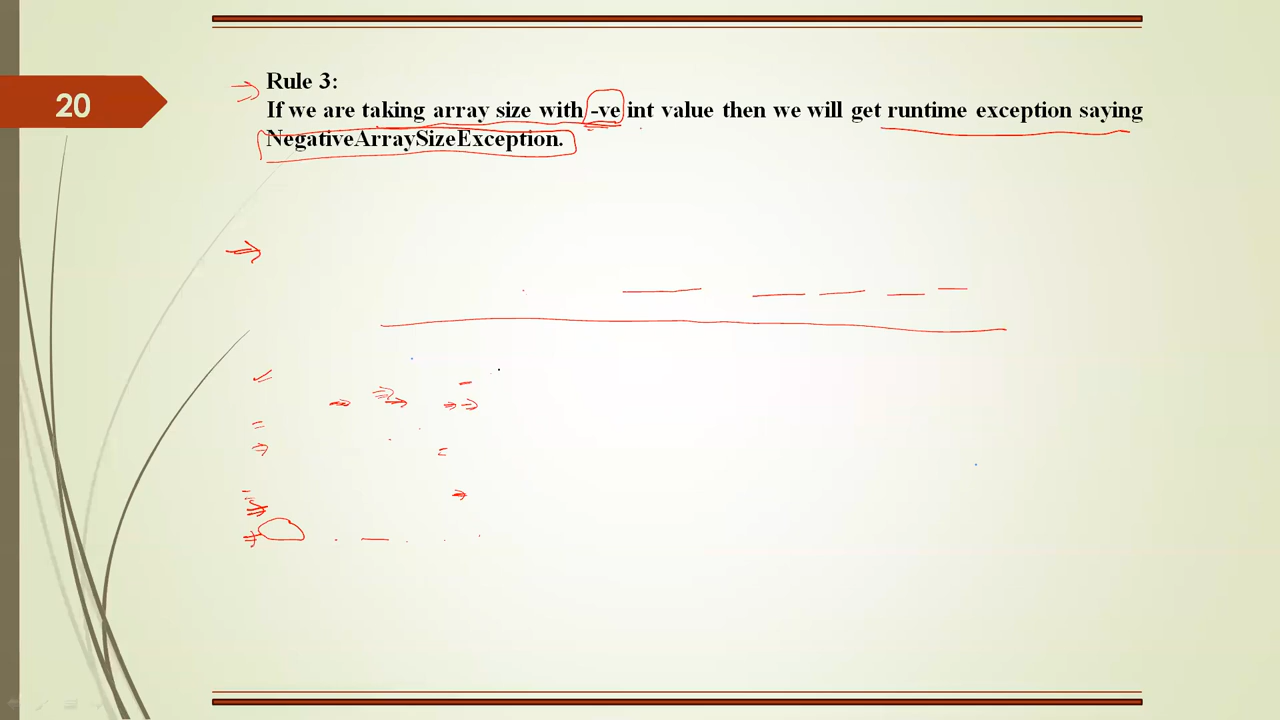 20
Rule 3:
If we are taking array size with -ve int value then we will get runtime exception saying
NegativeArraySizeException.